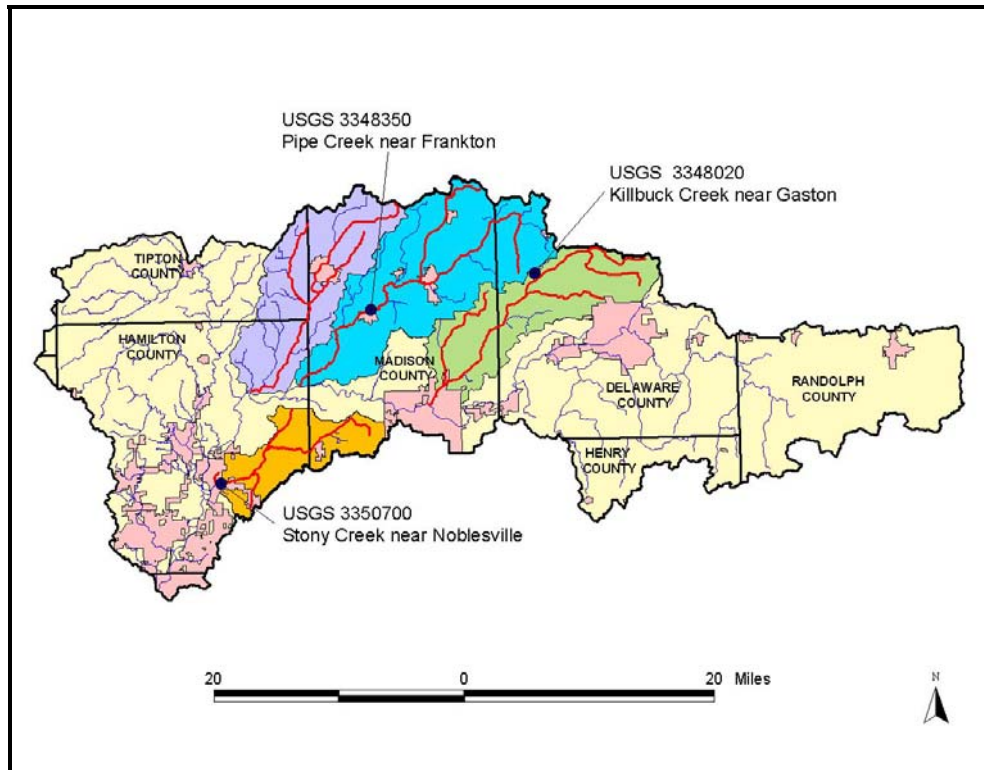 USGS 3348350
Pipe Creek near Frankton
USGS 3348020
Killbuck Creek near Gaston
TIPTON
COUNTY
HAMILTON
COUNTY
MADISON
COUNTY
DELAWARE
COUNTY
RANDOLPH
COUNTY
HENRY
COUNTY
USGS 3350700
Stony Creek near Noblesville
20 0 20 Miles
N